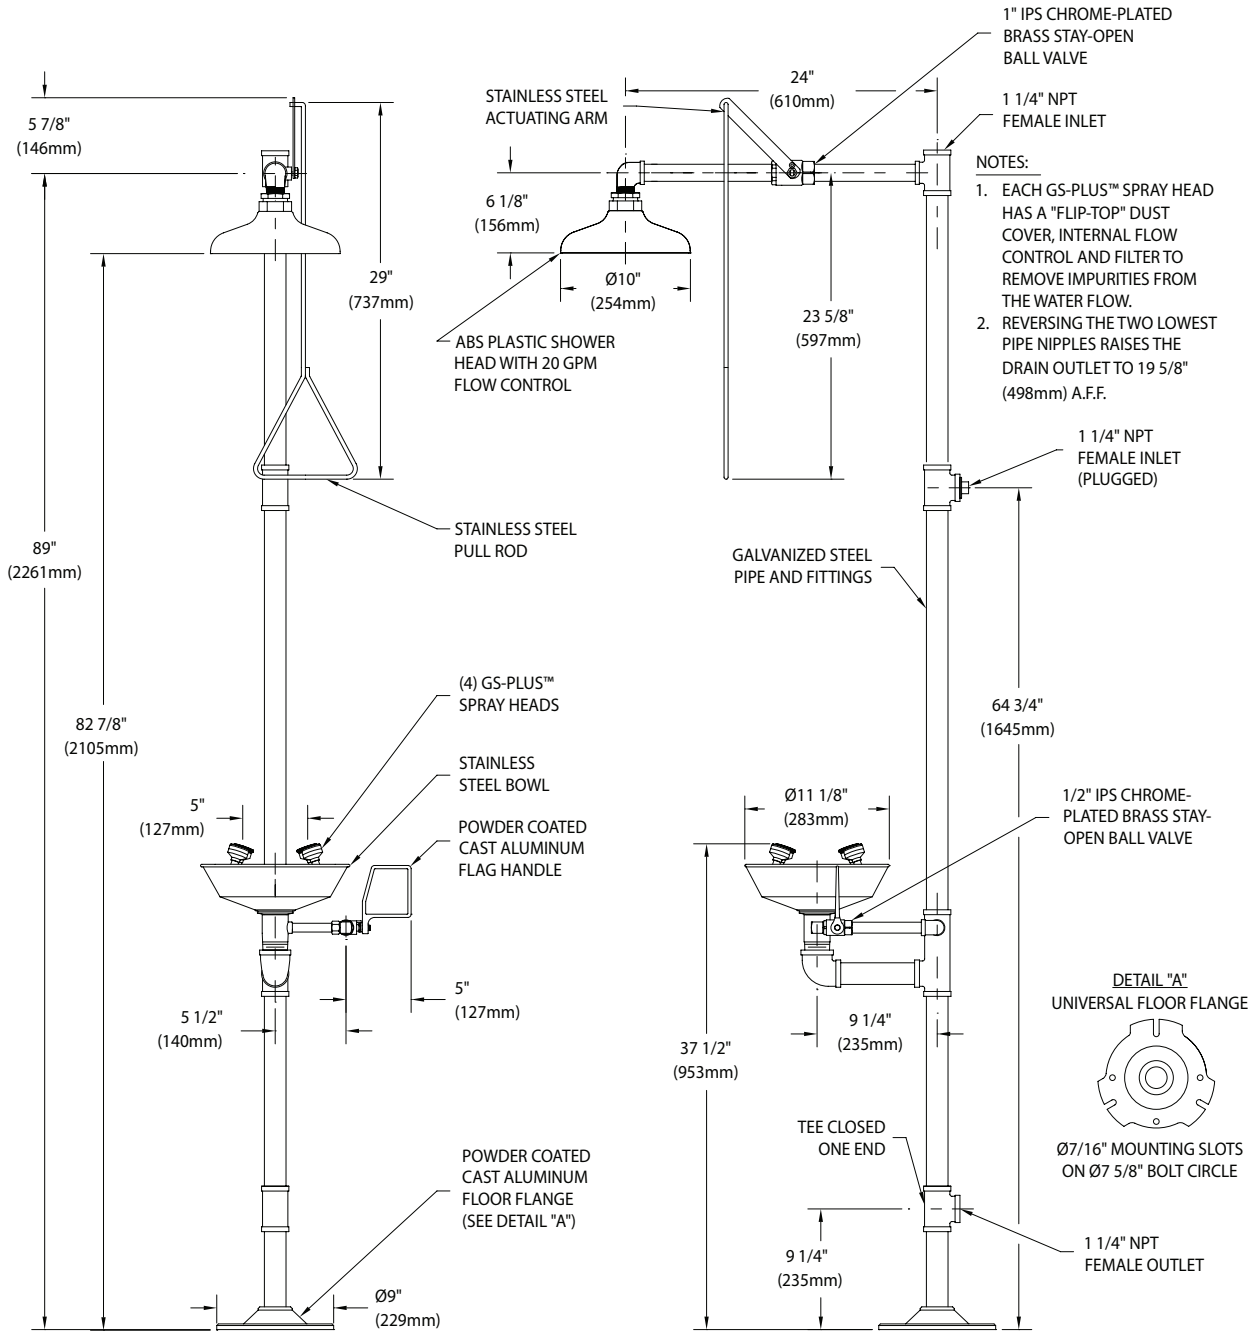 1" IPS CHROME-PLATED
BRASS STAY-OPEN
BALL VALVE
24"
(610mm)
STAINLESS STEEL
ACTUATING ARM
1 1/4" NPT
FEMALE INLET
5 7/8"
(146mm)
NOTES:
1. EACH GS-PLUS™ SPRAY HEAD
HAS A "FLIP-TOP" DUST
COVER, INTERNAL FLOW
CONTROL AND FILTER TO
REMOVE IMPURITIES FROM
THE WATER FLOW.
2. REVERSING THE TWO LOWEST
PIPE NIPPLES RAISES THE
DRAIN OUTLET TO 19 5/8"
(498mm) A.F.F.
6 1/8"
(156mm)
29"
(737mm)
Ø10"
(254mm)
23 5/8"
(597mm)
ABS PLASTIC SHOWER
HEAD WITH 20 GPM
FLOW CONTROL
1 1/4" NPT
FEMALE INLET
(PLUGGED)
STAINLESS STEEL
PULL ROD
89"
(2261mm)
GALVANIZED STEEL
PIPE AND FITTINGS
(4) GS-PLUS™
SPRAY HEADS
82 7/8"
(2105mm)
64 3/4"
(1645mm)
STAINLESS
STEEL BOWL
5"
(127mm)
Ø11 1/8"
(283mm)
1/2" IPS CHROME-
PLATED BRASS STAY-
OPEN BALL VALVE
POWDER COATED
CAST ALUMINUM
FLAG HANDLE
5"
(127mm)
5 1/2"
(140mm)
9 1/4"
(235mm)
37 1/2"
(953mm)
DETAIL "A"
UNIVERSAL FLOOR FLANGE
Ø7/16" MOUNTING SLOTS
ON Ø7 5/8" BOLT CIRCLE
TEE CLOSED
ONE END
POWDER COATED
CAST ALUMINUM
FLOOR FLANGE
(SEE DETAIL "A")
9 1/4"
(235mm)
1 1/4" NPT
FEMALE OUTLET
Ø9"
(229mm)